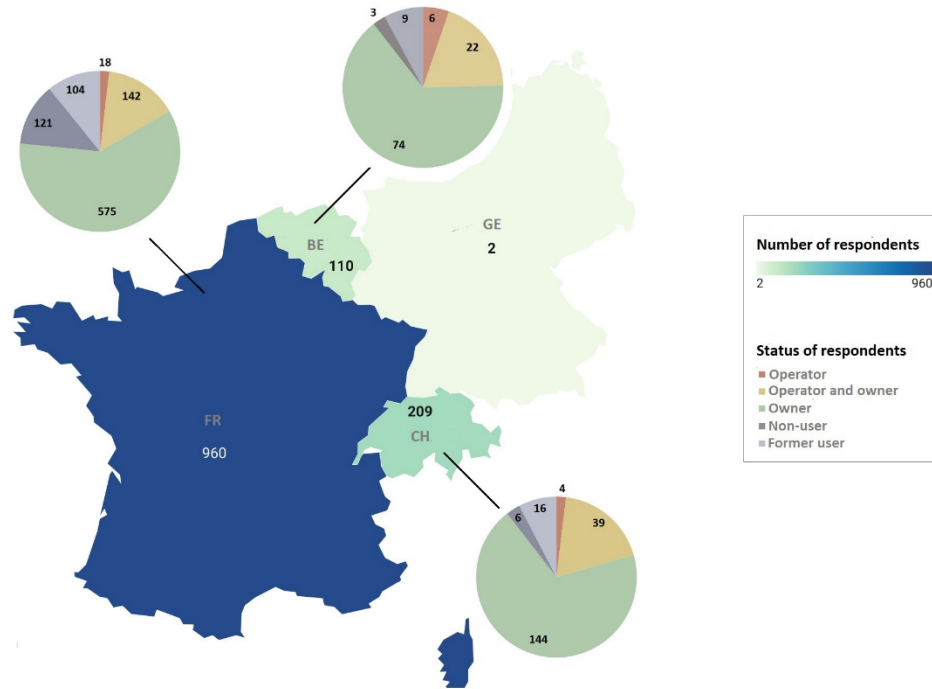 3
9
6
22
74
18
104
142
121
575
GE
2
BE
110
209
CH
FR
960
4
16
6
39
144
Number of respondents
2 960
Status of respondents
Operator
Operator and owner
Owner
Non-user
Former user